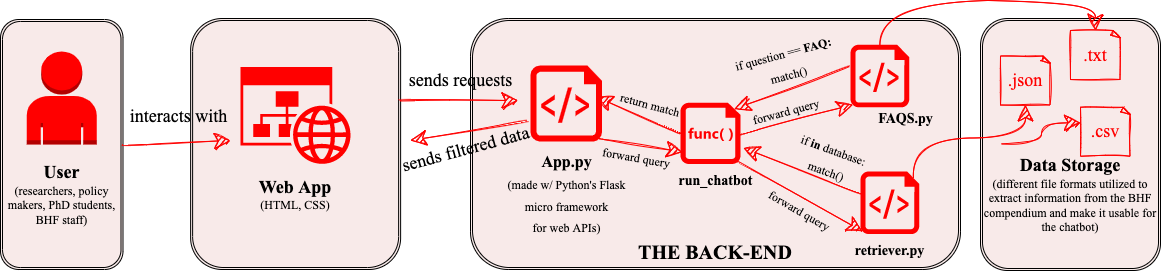 User
(researchers, policy
makers, PhD students,
BHF staff)
interacts with
Web App
(HTML, CSS)
sends requests
sends filtered data
</>
App.py
(made w/ Python's Flask
micro framework
for web APIs)
return match
forward query
func( )
run_chatbot
if question == FAQ:
match()
forward query
</>
FAQS.py
if in database:
match()
forward query
</>
retriever.py
THE BACK-END
.txt
.json
.csv
Data Storage
(different file formats utilized to
extract information from the BHF
compendium and make it usable for
the chatbot)